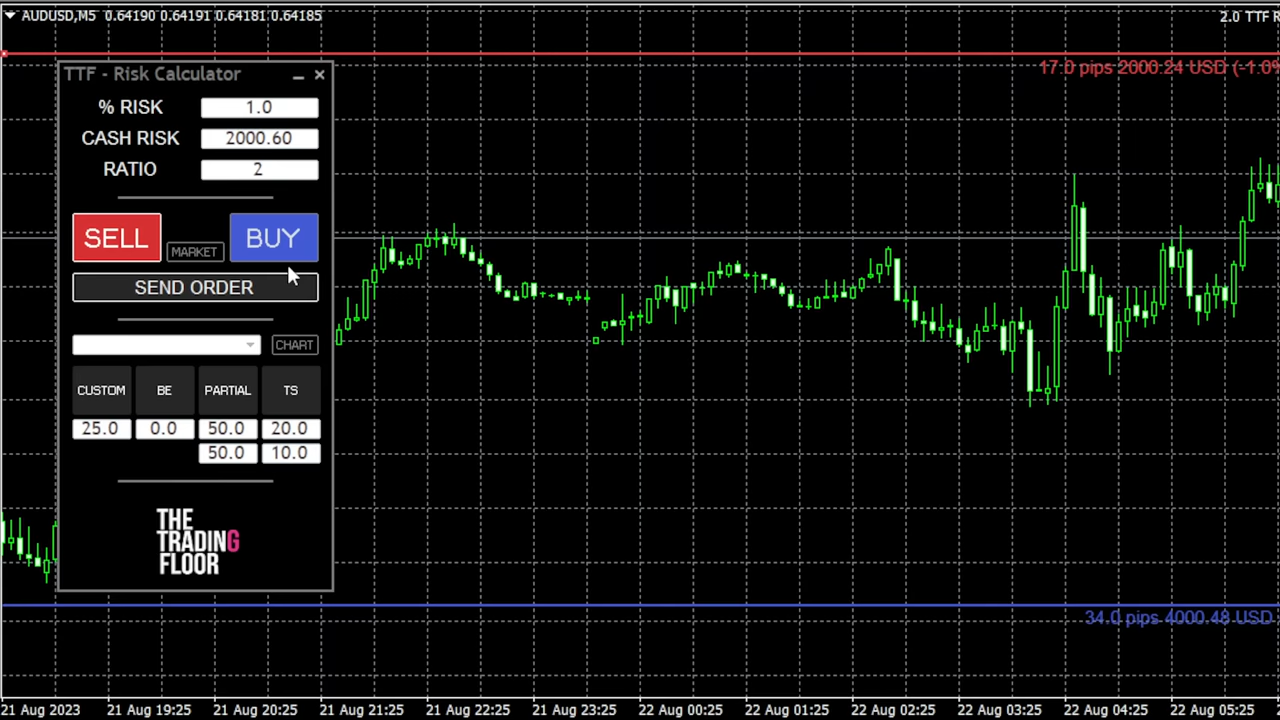 AUDUSD,M5 0.64190 0.64191 0.64181 0.64185
2.0 TTF
17.0 pips 2000.24 USD (-1.0%
TTF - Risk Calculator
% RISK 1.0
CASH RISK 2000.60
RATIO 2
SELL MARKET BUY
SEND ORDER
CHART
CUSTOM BE PARTIAL TS
25.0 0.0 50.0 20.0
50.0 10.0
THE
TRADING
FLOOR
34.0 pips 4000.48 USD
21 Aug 2023 21 Aug 19:25 21 Aug 20:25 21 Aug 21:25 21 Aug 22:25 21 Aug 23:25 22 Aug 00:25 22 Aug 01:25 22 Aug 02:25 22 Aug 03:25 22 Aug 04:25 22 Aug 05:25